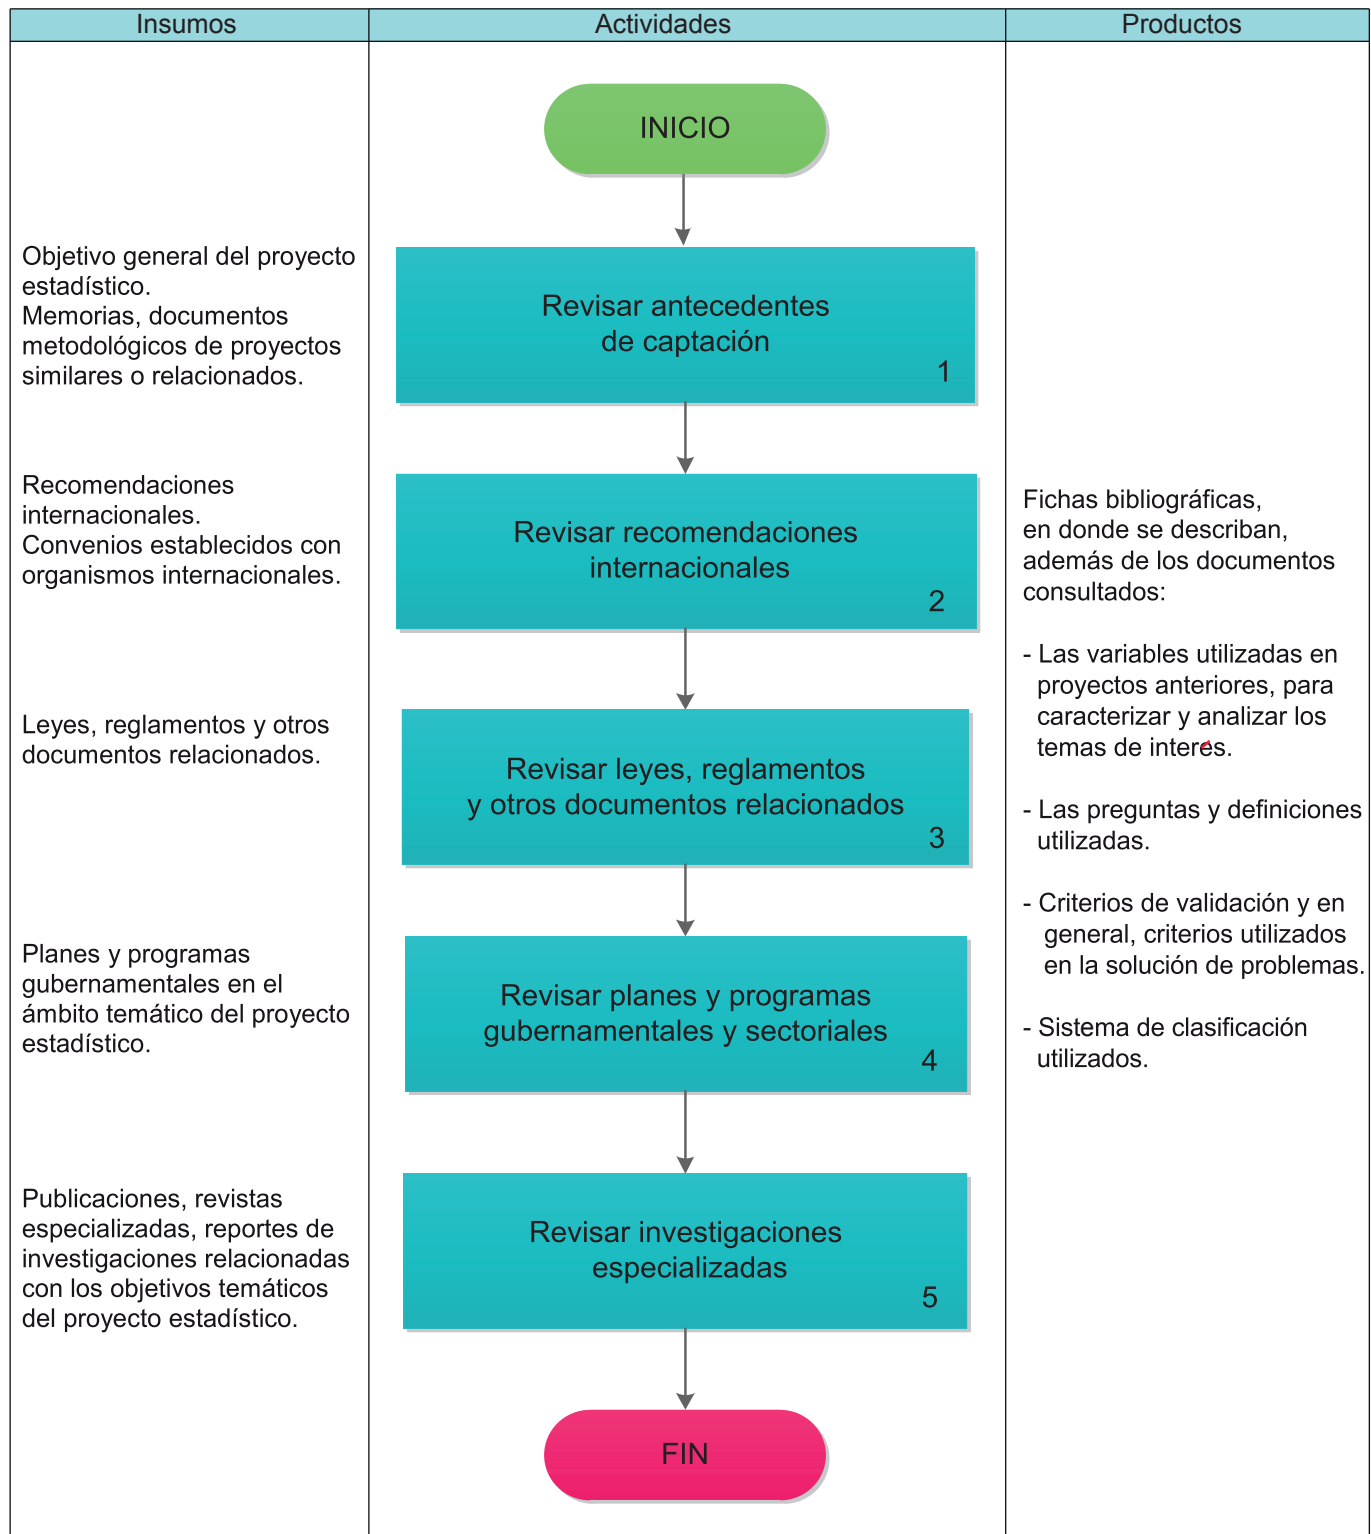 Insumos
Actividades
Productos
INICIO
Objetivo general del proyecto
estadístico.
Memorias, documentos
metodológicos de proyectos
similares o relacionados.
Revisar antecedentes
de captación
1
Recomendaciones
internacionales.
Convenios establecidos con
organismos internacionales.
Revisar recomendaciones
internacionales
2
Leyes, reglamentos y otros
documentos relacionados.
Revisar leyes, reglamentos
y otros documentos relacionados
3
Planes y programas
gubernamentales en el
ámbito temático del proyecto
estadístico.
Revisar planes y programas
gubernamentales y sectoriales
4
Publicaciones, revistas
especializadas, reportes de
investigaciones relacionadas
con los objetivos temáticos
del proyecto estadístico.
Revisar investigaciones
especializadas
5
FIN
Fichas bibliográficas,
en donde se describan,
además de los documentos
consultados:
- Las variables utilizadas en
proyectos anteriores, para
caracterizar y analizar los
temas de interés.
- Las preguntas y definiciones
utilizadas.
- Criterios de validación y en
general, criterios utilizados
en la solución de problemas.
- Sistema de clasificación
utilizados.